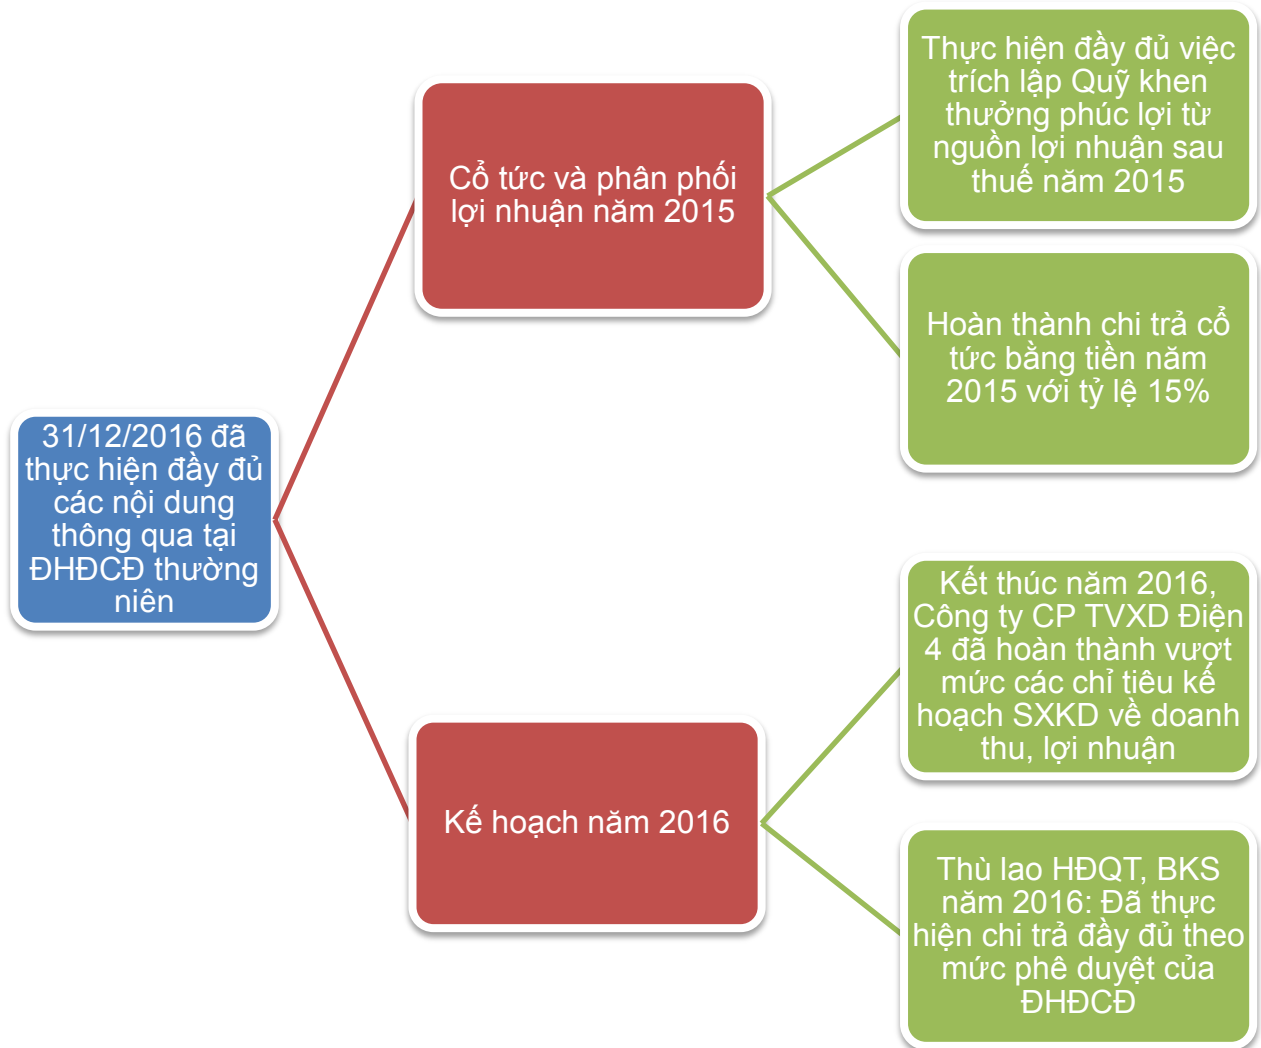 31/12/2016 đã
thực hiện đầy đủ
các nội dung
thông qua tại
ĐHĐCĐ thường
niên
Cổ tức và phân phối
lợi nhuận năm 2015
Thực hiện đầy đủ việc
trích lập Quỹ khen
thưởng phúc lợi từ
nguồn lợi nhuận sau
thuế năm 2015
Hoàn thành chi trả cổ
tức bằng tiền năm
2015 với tỷ lệ 15%
Kế hoạch năm 2016
Kết thúc năm 2016,
Công ty CP TVXD Điện
4 đã hoàn thành vượt
mức các chỉ tiêu kế
hoạch SXKD về doanh
thu, lợi nhuận
Thù lao HĐQT, BKS
năm 2016: Đã thực
hiện chi trả đầy đủ theo
mức phê duyệt của
ĐHĐCĐ